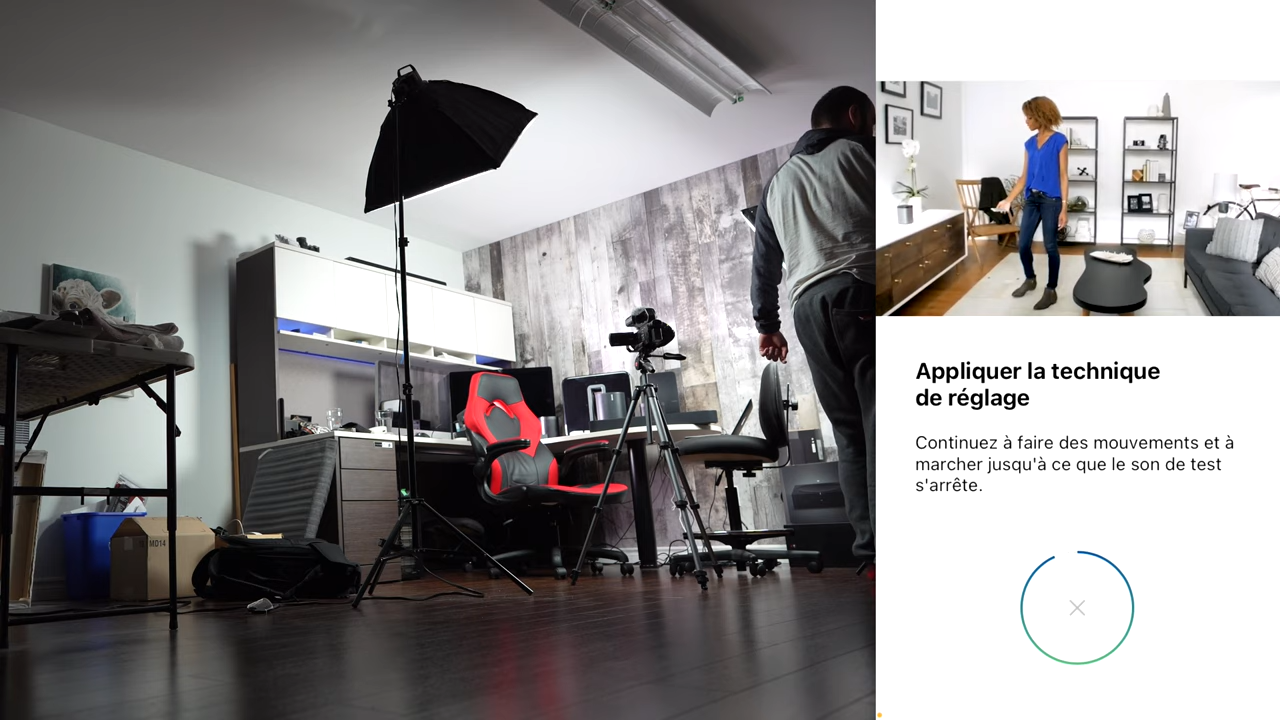 MD14
Appliquer la technique
de réglage
Continuez à faire des mouvements et à
marcher jusqu'à ce que le son de test
s'arrête.